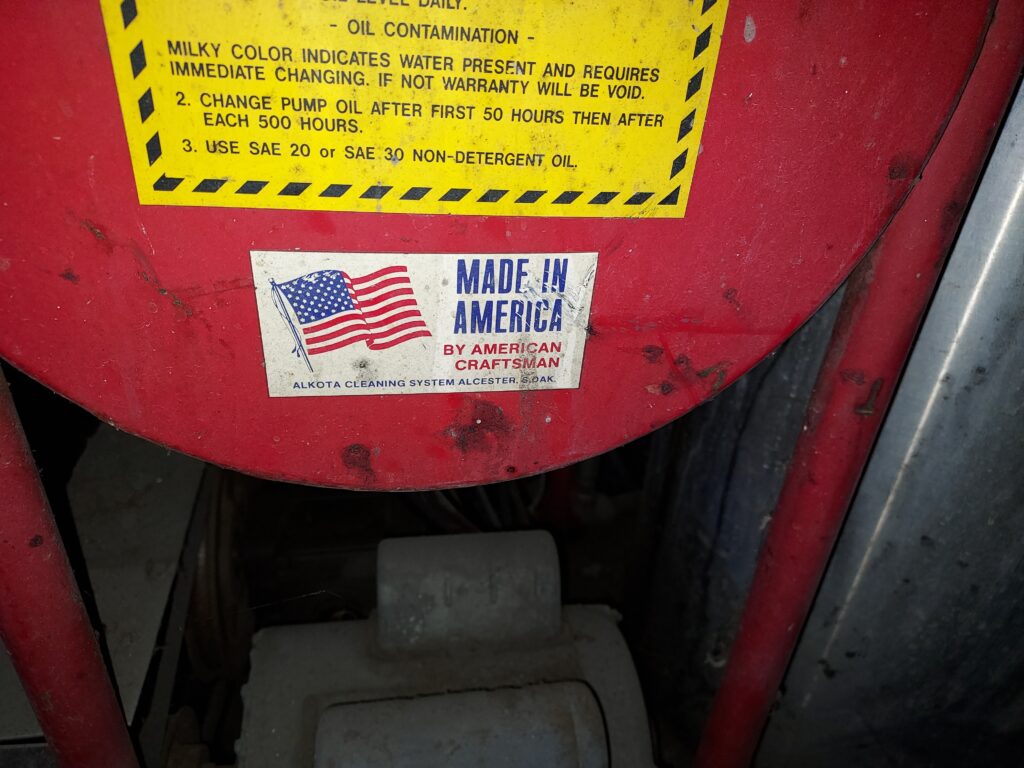 LEVEL DAILY.
- OIL CONTAMINATION -
MILKY COLOR INDICATES WATER PRESENT AND REQUIRES
IMMEDIATE CHANGING. IF NOT WARRANTY WILL BE VOID.
2. CHANGE PUMP OIL AFTER FIRST 50 HOURS THEN AFTER
EACH 500 HOURS.
3. USE SAE 20 or SAE 30 NON-DETERGENT OIL.
MADE IN
AMERICA
BY AMERICAN
CRAFTSMAN
ALKOTA CLEANING SYSTEM ALCESTER, S.DAK.